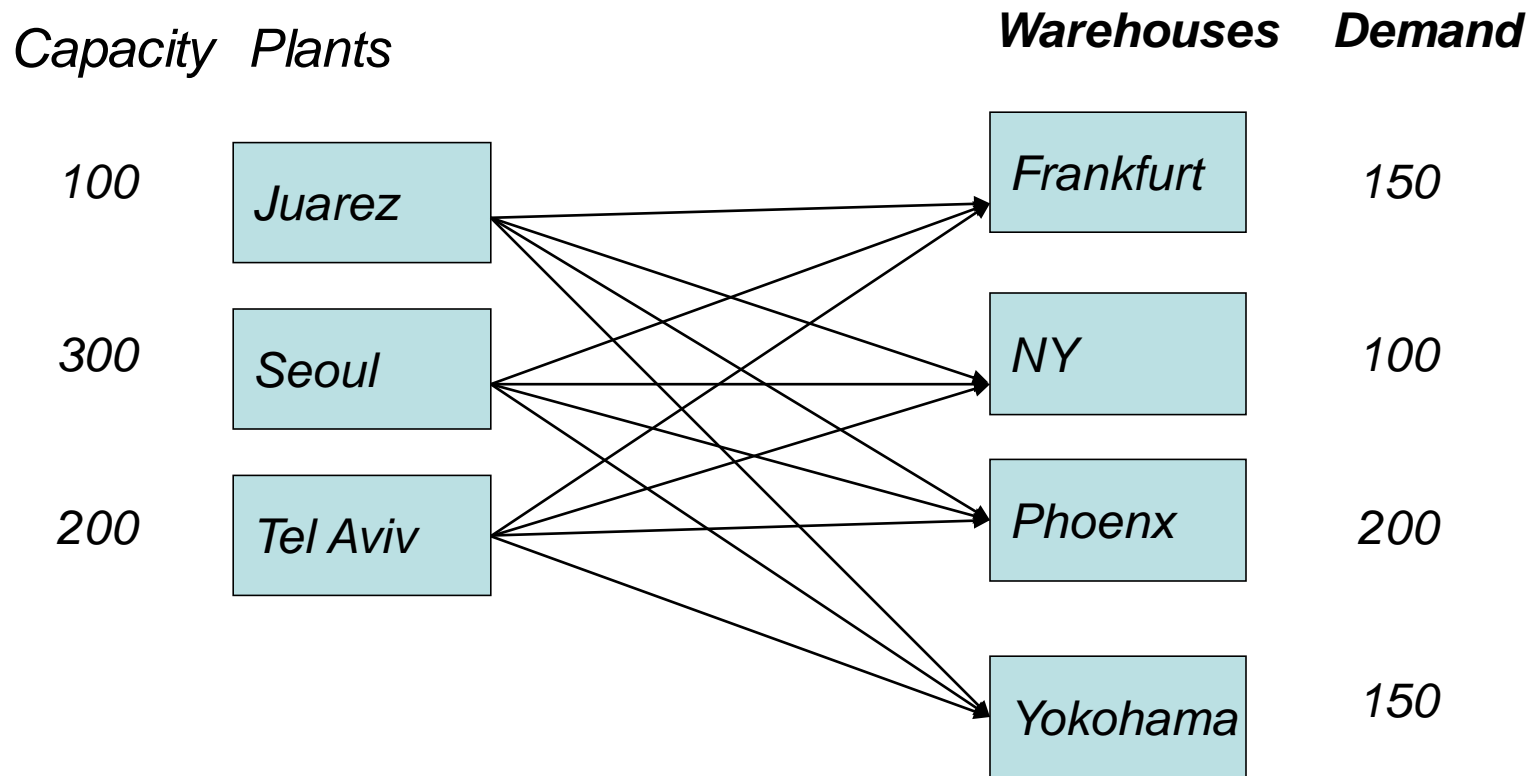 Capacity Plants Warehouses Demand
100 Juarez Frankfurt 150
300 Seoul NY 100
200 Tel Aviv Phoenx 200
Yokohama 150